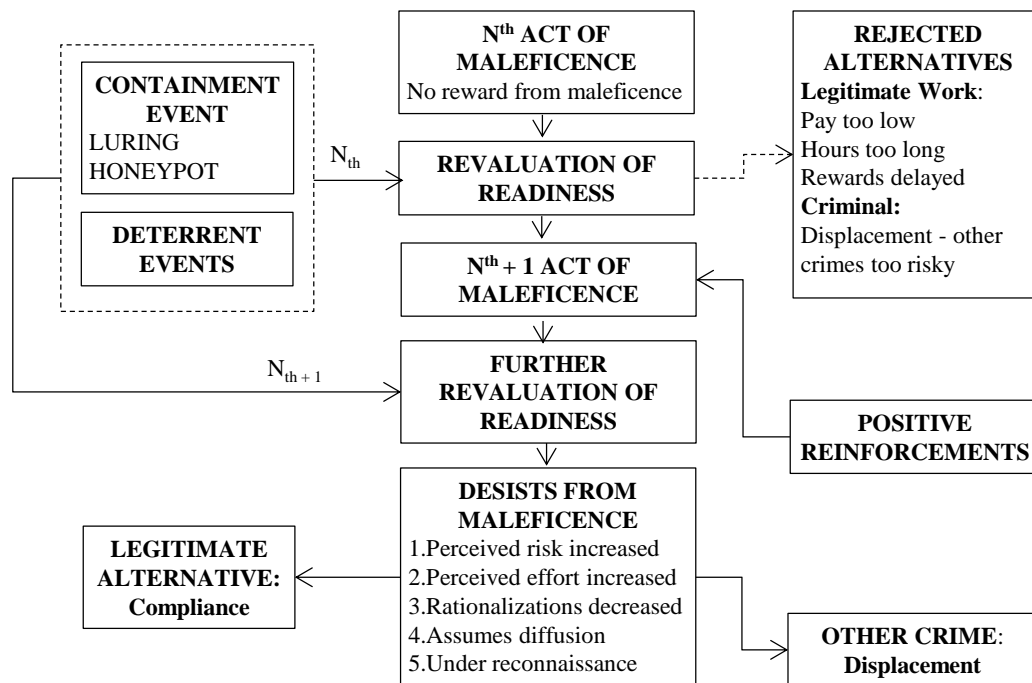 CONTAINMENT
EVENT
LURING
HONEYPOT
DETERRENT
EVENTS
Nth
Nth + 1
Nth ACT OF
MALEFICENCE
No reward from maleficence
REVALUATION OF
READINESS
Nth + 1 ACT OF
MALEFICENCE
FURTHER
REVALUATION OF
READINESS
DESISTS FROM
MALEFICENCE
1.Perceived risk increased
2.Perceived effort increased
3.Rationalizations decreased
4.Assumes diffusion
5.Under reconnaissance
REJECTED
ALTERNATIVES
Legitimate Work:
Pay too low
Hours too long
Rewards delayed
Criminal:
Displacement - other
crimes too risky
POSITIVE
REINFORCEMENTS
LEGITIMATE
ALTERNATIVE:
Compliance
OTHER CRIME:
Displacement